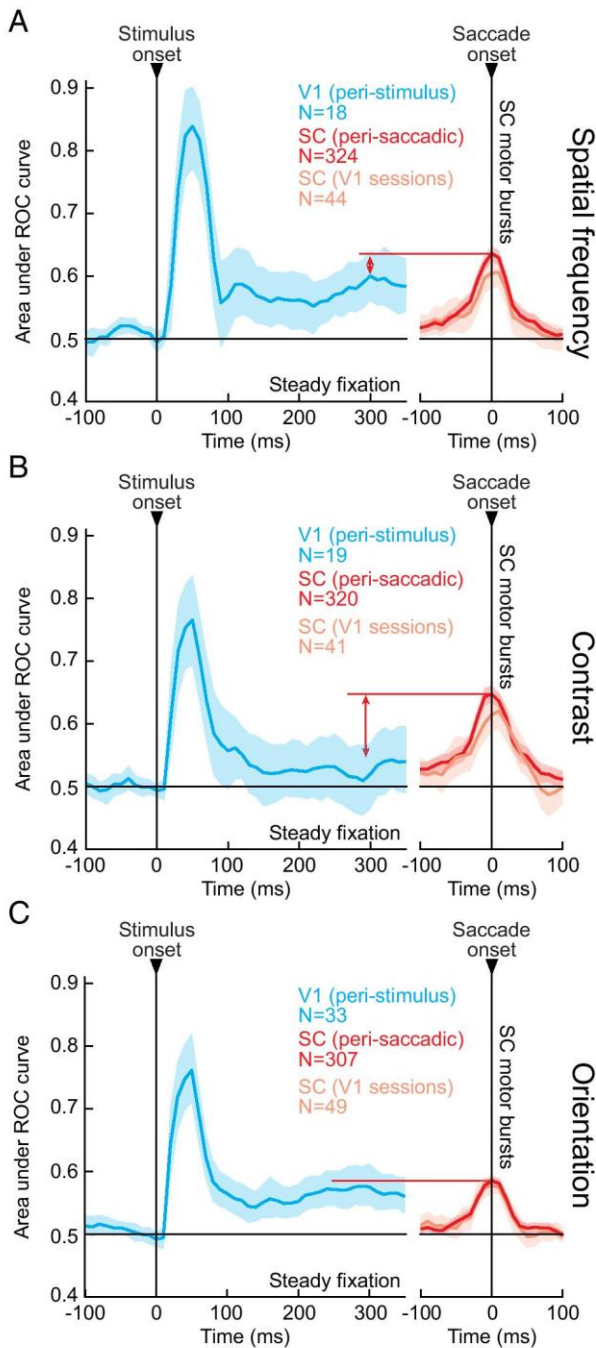 A
Stimulus
onset
Saccade
onset
0.9
0.8
0.7
0.6
0.5
0.4
Area under ROC curve
V1 (peri-stimulus)
N=18
SC (peri-saccadic)
N=324
SC (V1 sessions)
N=44
SC motor bursts
Spatial frequency
Steady fixation
-100 0 100 200 300 -100 0 100
Time (ms) Time (ms)
B
Stimulus
onset
Saccade
onset
0.9
0.8
0.7
0.6
0.5
0.4
Area under ROC curve
V1 (peri-stimulus)
N=19
SC (peri-saccadic)
N=320
SC (V1 sessions)
N=41
SC motor bursts
Contrast
Steady fixation
-100 0 100 200 300 -100 0 100
Time (ms) Time (ms)
C
Stimulus
onset
Saccade
onset
0.9
0.8
0.7
0.6
0.5
0.4
Area under ROC curve
V1 (peri-stimulus)
N=33
SC (peri-saccadic)
N=307
SC (V1 sessions)
N=49
SC motor bursts
Orientation
Steady fixation
-100 0 100 200 300 -100 0 100
Time (ms) Time (ms)